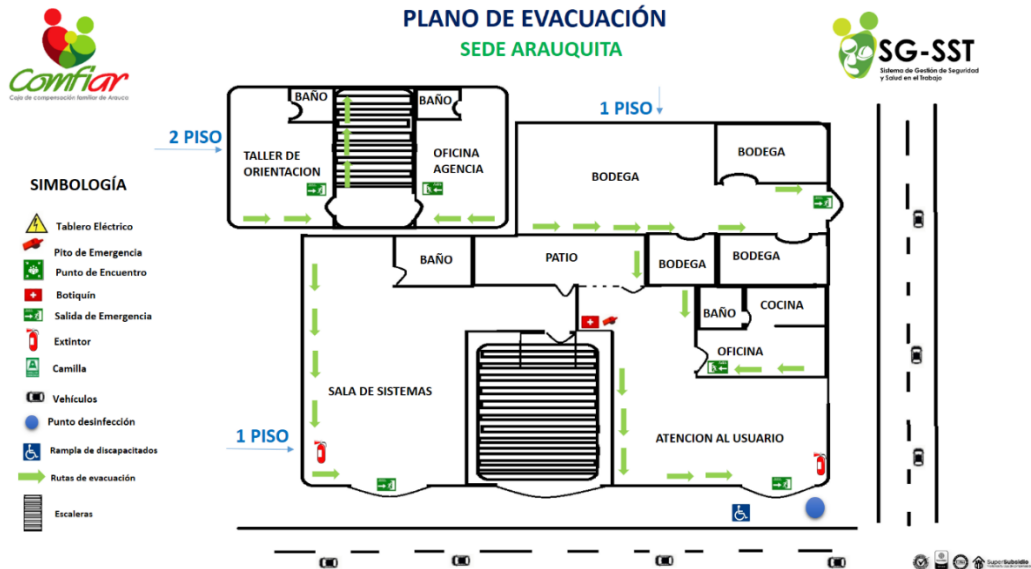 PLANO DE EVACUACIÓN
SEDE ARAUQUITA
Comfiar
Caja de compensación familiar de Arauca
SG-SST
Sistema de Gestión de Seguridad
y Salud en el Trabajo
1 PISO
2 PISO
BAÑO
BAÑO
TALLER DE
ORIENTACION
OFICINA
AGENCIA
BODEGA
BODEGA
SIMBOLOGÍA
Tablero Eléctrico
Pito de Emergencia
Punto de Encuentro
Botiquín
Salida de Emergencia
Extintor
Camilla
Vehículos
Punto desinfección
Rampla de discapacitados
Rutas de evacuación
Escaleras
BAÑO
PATIO
BODEGA
BODEGA
BAÑO
COCINA
OFICINA
SALA DE SISTEMAS
ATENCION AL USUARIO
1 PISO
SuperSubsidio